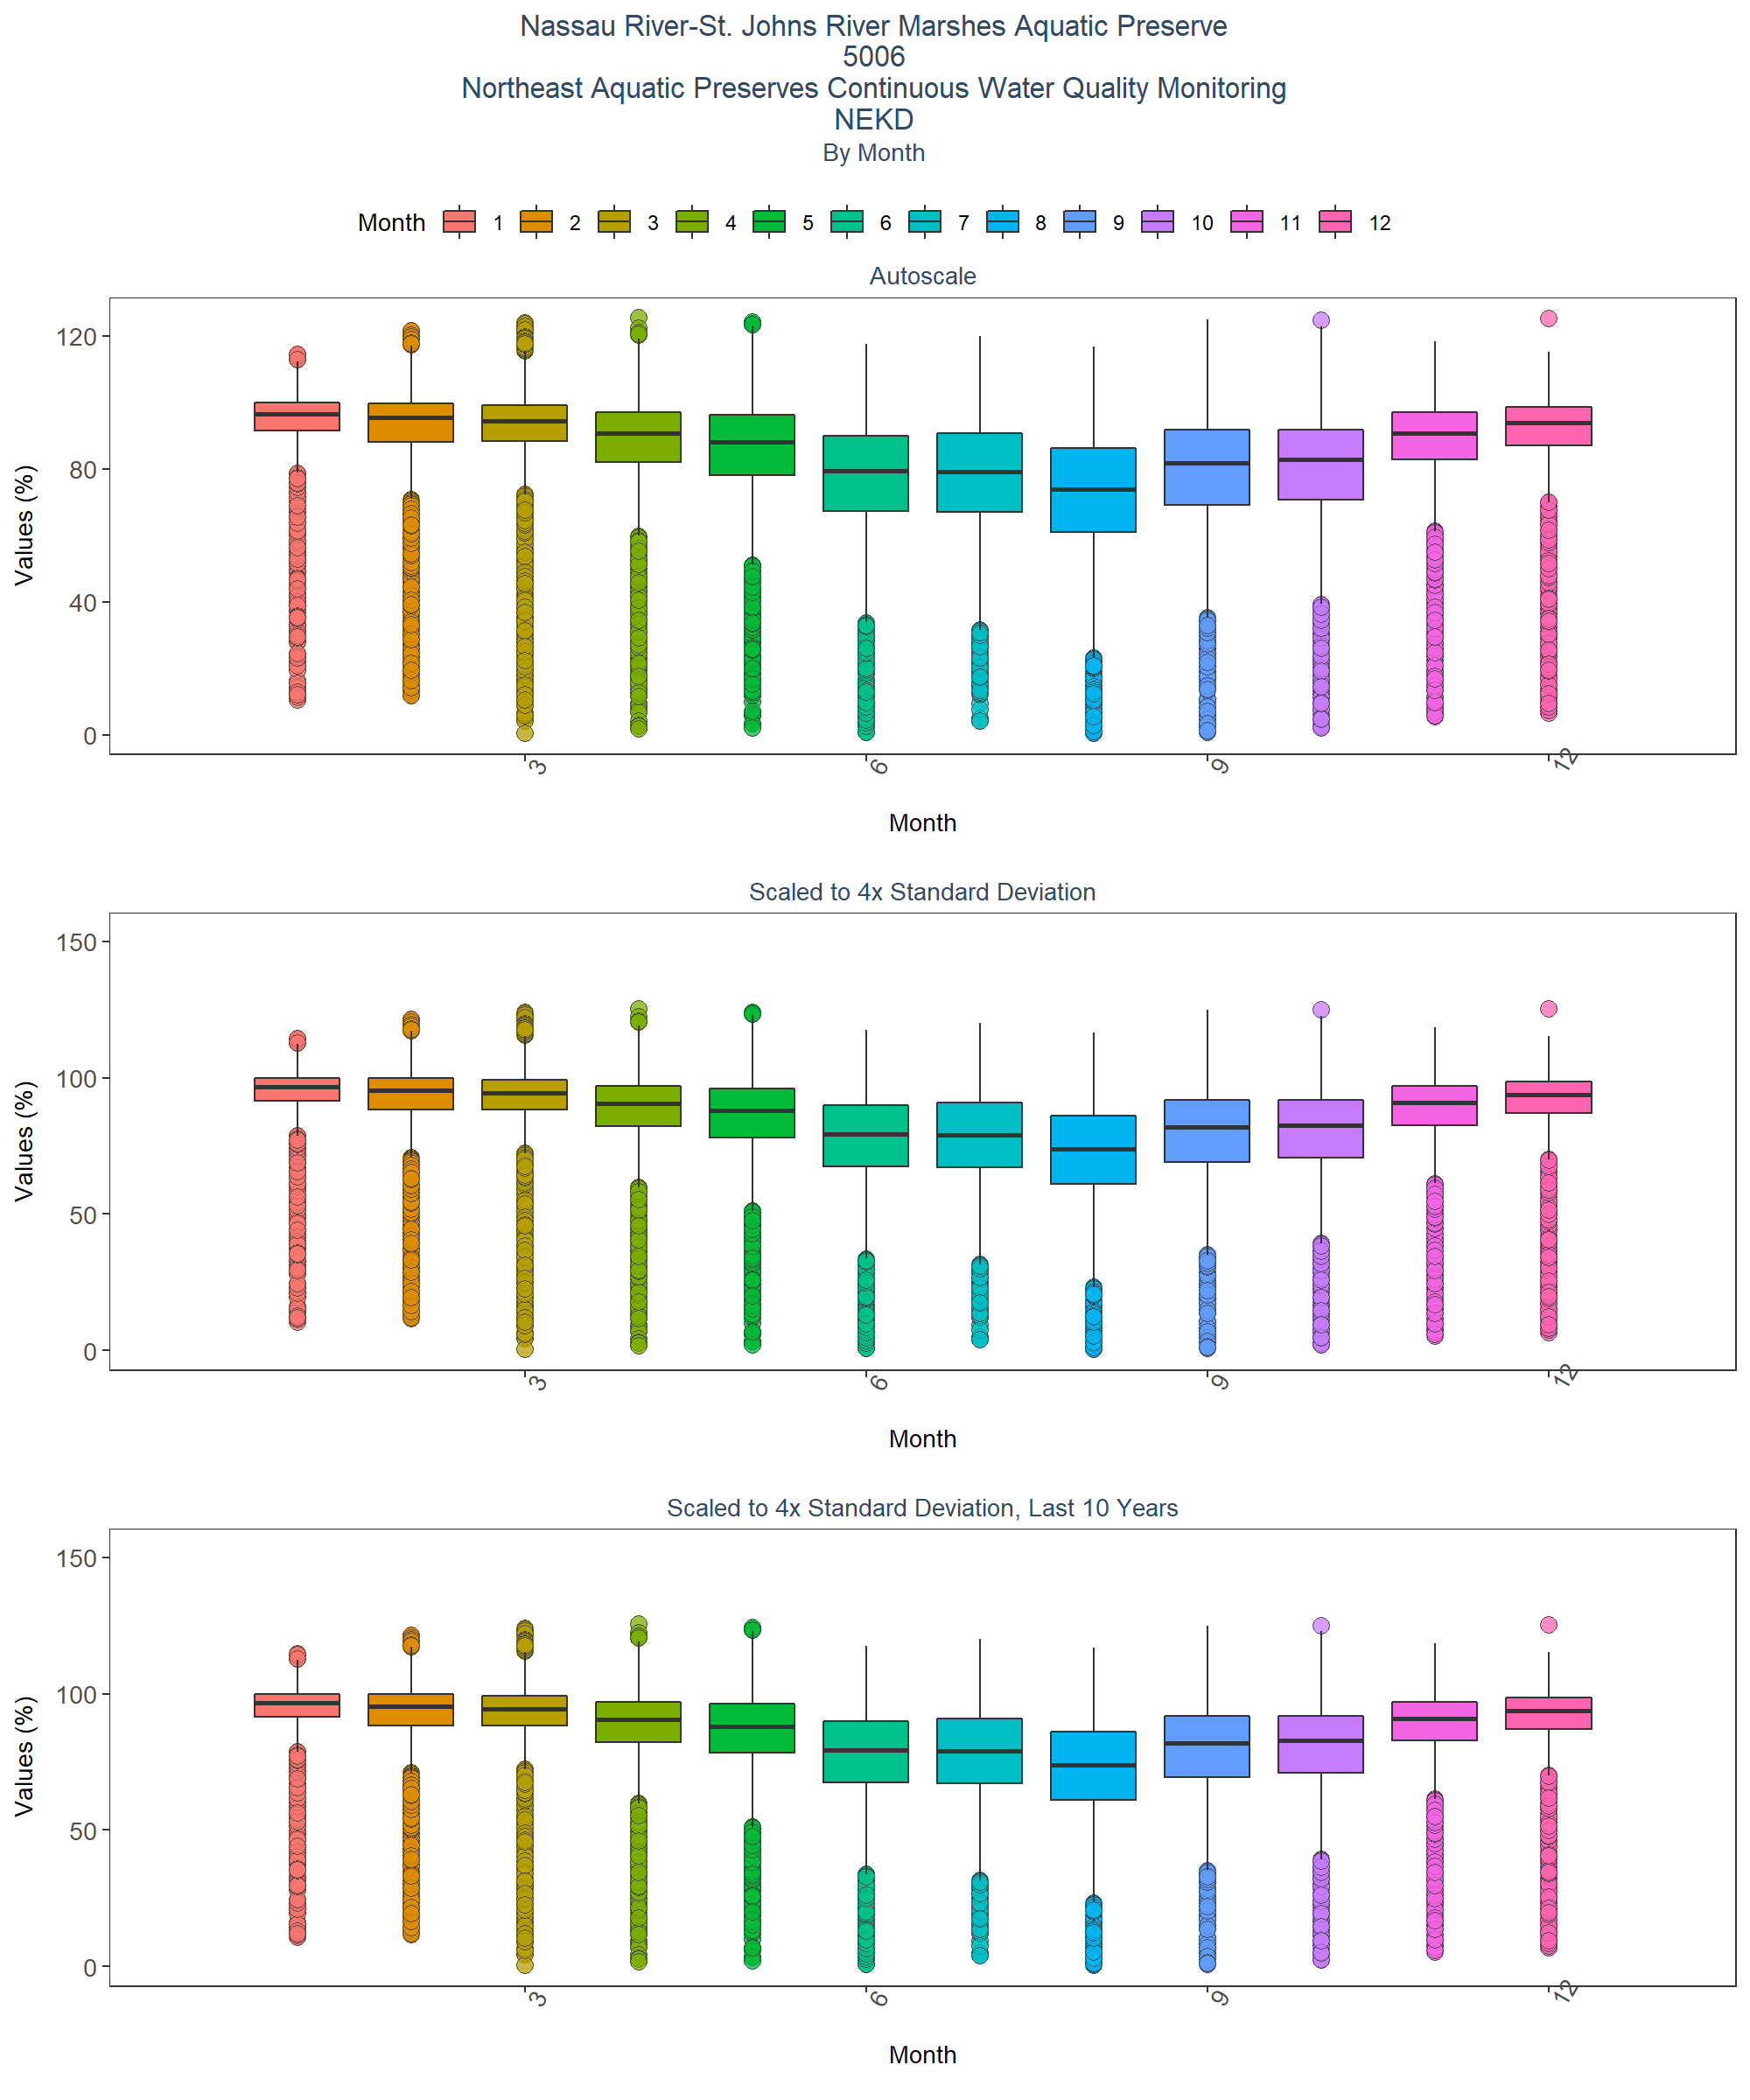 Nassau River-St. Johns River Marshes Aquatic Preserve
5006
Northeast Aquatic Preserves Continuous Water Quality Monitoring
NEKD
By Month
Month 1 2 3 4 5 6 7 8 9 10 11 12
Autoscale
Values (%)
120
80
40
0
3 6 9 12
Month
Scaled to 4x Standard Deviation
Values (%)
150
100
50
0
3 6 9 12
Month
Scaled to 4x Standard Deviation, Last 10 Years
Values (%)
150
100
50
0
3 6 9 12
Month